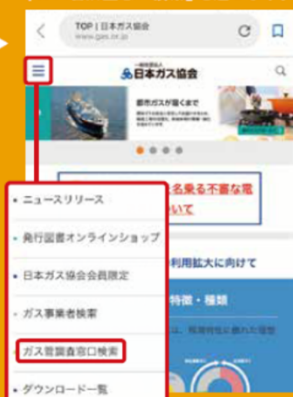 TOP | 日本ガス協会
www.gas.or.jp
一般社団法人
日本ガス協会
都市ガスが届くまで
名乗る不審な電
いて
ニュースリリース
発行図書オンラインショップ
日本ガス協会会員限定
利用拡大に向けて
ガス事業者検索
特徴・種類
ガス管調査窓口検索
ダウンロード一覧